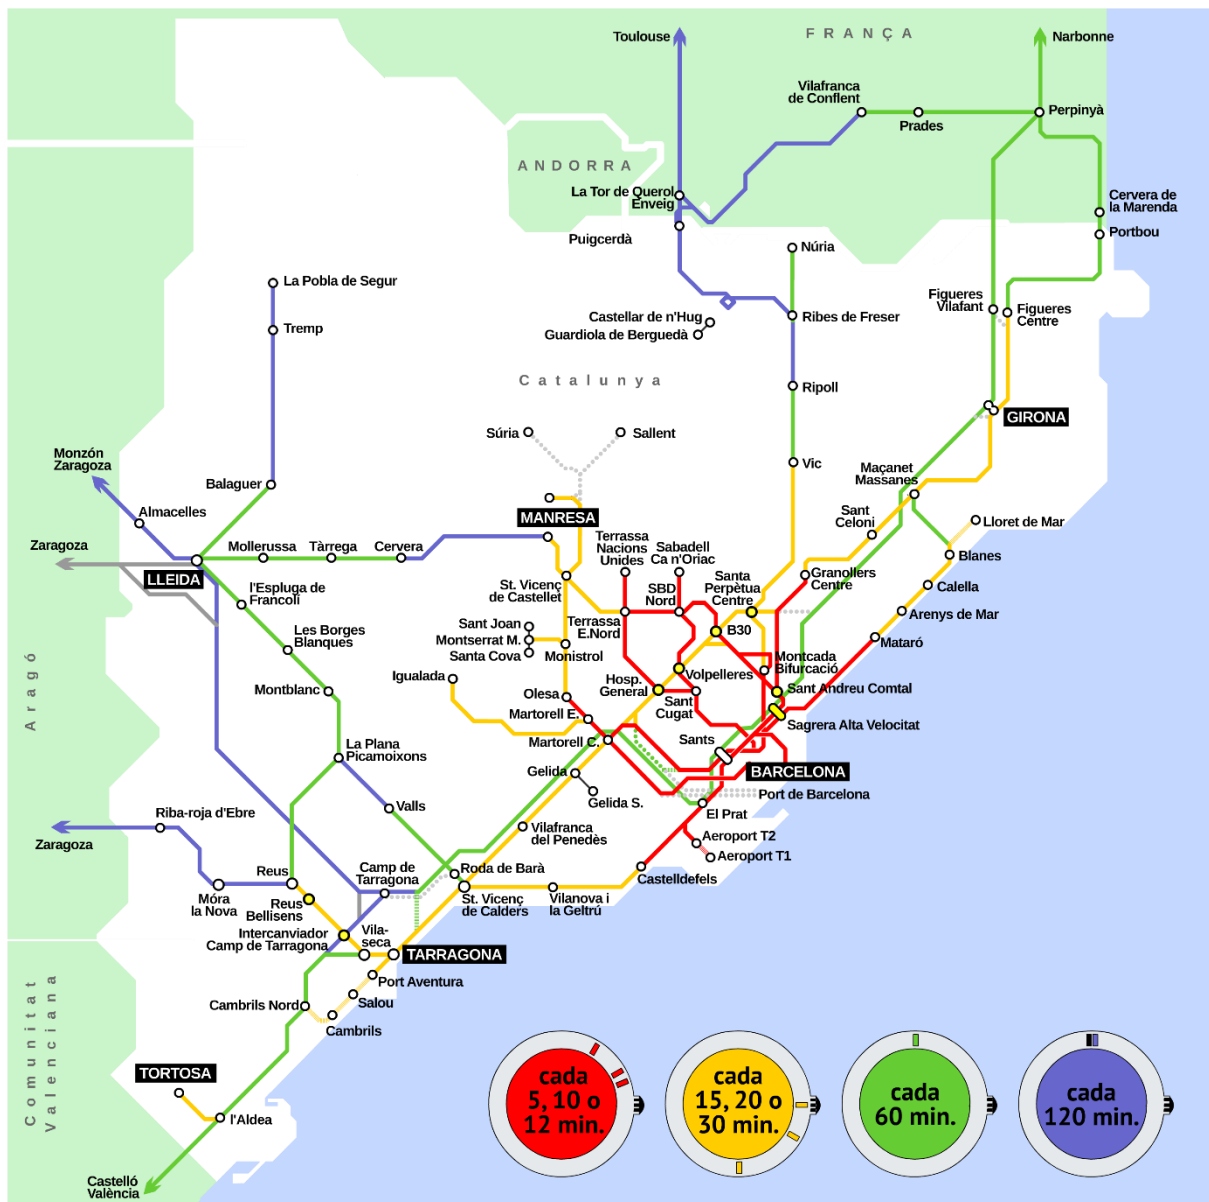 FRANÇA
Toulouse
Narbonne
Vilafranca
de Conflent
Prades
Perpinyà
ANDORRA
La Tor de Querol
Enveig
Cervera de
la Marenda
Portbou
Puigcerdà
Núria
La Pobla de Segur
Tremp
Castellar de n'Hug
Guardiola de Berguedà
Ribes de Freser
Figueres
Vilafant
Figueres
Centre
Catalunya
Ripoll
GIRONA
Súria
Sallent
Vic
Maçanet
Massanes
Monzón
Zaragoza
Balaguer
Almacelles
MANRESA
Sant
Celoni
Lloret de Mar
Zaragoza
LLEIDA
Mollerussa
Tàrrega
Cervera
Terrassa
Nacions
Unides
Sabadell
Ca n'Oriac
Blanes
St. Vicenç
de Castellet
SBD
Nord
Santa
Perpètua
Centre
Granollers
Centre
Calella
l'Espluga de
Francolí
Arenys de Mar
Sant Joan
Montserrat M.
Santa Cova
Terrassa
E.Nord
B30
Les Borges
Blanques
Monistrol
Mataró
Montcada
Bifurcació
Igualada
Hosp.
General
Volpelleres
Sant Andreu Comtal
Aragó
Montblanc
Olesa
Sant
Cugat
Martorell E.
Sagrera Alta Velocitat
Martorell C.
Sants
La Plana
Picamoixons
Gelida
BARCELONA
Gelida S.
Port de Barcelona
Valls
Riba-roja d'Ebre
El Prat
Zaragoza
Vilafranca
del Penedès
Aeroport T2
Aeroport T1
Reus
Camp de
Tarragona
Roda de Barà
Castelldefels
Móra
la Nova
Reus
Bellisens
St. Vicenç
de Calders
Vilanova i
la Geltrú
Intercanviador
Camp de Tarragona
Vila-
seca
TARRAGONA
Port Aventura
Salou
Cambrils Nord
Cambrils
Comunitat
Valenciana
TORTOSA
l'Aldea
Castelló
València
cada
5, 10 o
12 min.
cada
15, 20 o
30 min.
cada
60 min.
cada
120 min.